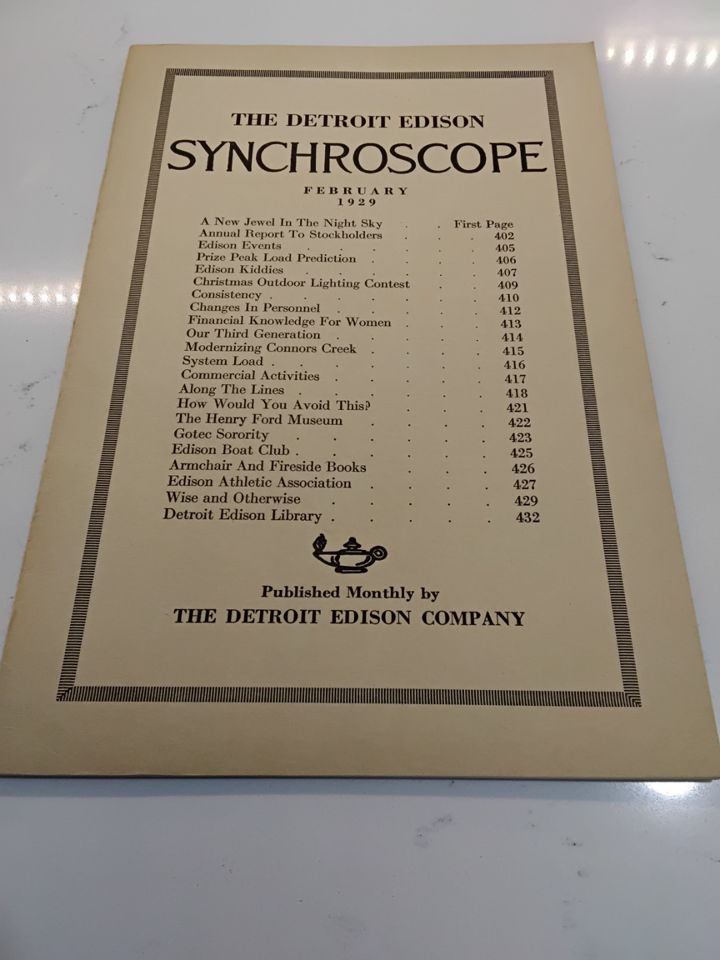 THE DETROIT EDISON
SYNCHROSCOPE
FEBRUARY
1929
A New Jewel In The Night Sky . . First Page
Annual Report To Stockholders . . . 402
Edison Events . . . . . 405
Prize Peak Load Prediction . . . . 406
Edison Kiddies . . . . . 407
Christmas Outdoor Lighting Contest . . 409
Consistency . . . . . . 410
Changes In Personnel . . . . 412
Financial Knowledge For Women . . . 413
Our Third Generation . . . . 414
Modernizing Connors Creek . . . . 415
System Load . . . . . . 416
Commercial Activities . . . . . 417
Along The Lines . . . . . 418
How Would You Avoid This? . . . 421
The Henry Ford Museum . . . . 422
Gotec Sorority . . . . . 423
Edison Boat Club . . . . . . 425
Armchair And Fireside Books . . . 426
Edison Athletic Association . . . . 427
Wise and Otherwise . . . . . 429
Detroit Edison Library . . . . . 432
Published Monthly by
THE DETROIT EDISON COMPANY